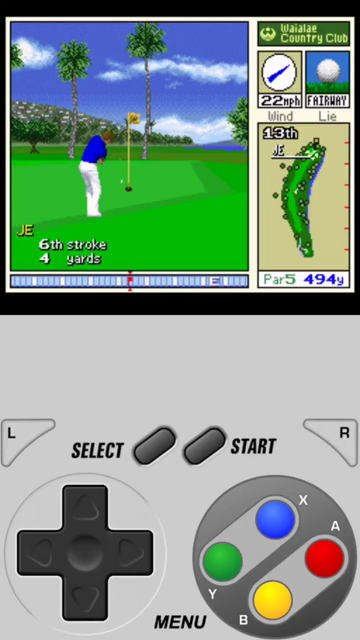 Waialae
Country Club
22mph
FAIRWAY
Wind
Lie
13th
JE
JE
6th stroke
4 yards
Par5 494y
L
R
SELECT
START
X
A
Y
B
MENU